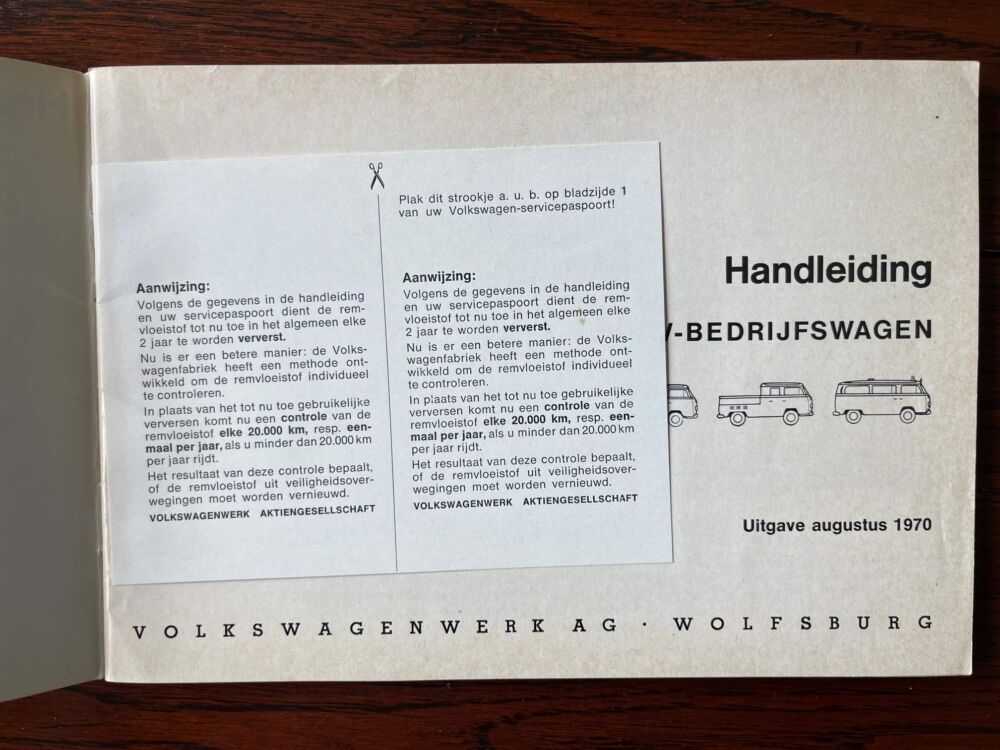 Aanwijzing:
Volgens de gegevens in de handleiding
en uw servicepaspoort dient de rem-
vloeistof tot nu toe in het algemeen elke
2 jaar te worden ververst.
Nu is er een betere manier: de Volks-
wagenfabriek heeft een methode ont-
wikkeld om de remvloeistof individueel
te controleren.
In plaats van het tot nu toe gebruikelijke
verversen komt nu een controle van de
remvloeistof elke 20.000 km, resp. een-
maal per jaar, als u minder dan 20.000 km
per jaar rijdt.
Het resultaat van deze controle bepaalt,
of de remvloeistof uit veiligheidsover-
wegingen moet worden vernieuwd.
VOLKSWAGENWERK AKTIENGESELLSCHAFT
Plak dit strookje a. u. b. op bladzijde 1
van uw Volkswagen-servicepaspoort!
Aanwijzing:
Volgens de gegevens in de handleiding
en uw servicepaspoort dient de rem-
vloeistof tot nu toe in het algemeen elke
2 jaar te worden ververst.
Nu is er een betere manier: de Volks-
wagenfabriek heeft een methode ont-
wikkeld om de remvloeistof individueel
te controleren.
In plaats van het tot nu toe gebruikelijke
verversen komt nu een controle van de
remvloeistof elke 20.000 km, resp. een-
maal per jaar, als u minder dan 20.000 km
per jaar rijdt.
Het resultaat van deze controle bepaalt,
of de remvloeistof uit veiligheidsover-
wegingen moet worden vernieuwd.
VOLKSWAGENWERK AKTIENGESELLSCHAFT
Handleiding
-BEDRIJFSWAGEN
Uitgave augustus 1970
VOLKSWAGENWERK AG · WOLFSBURG